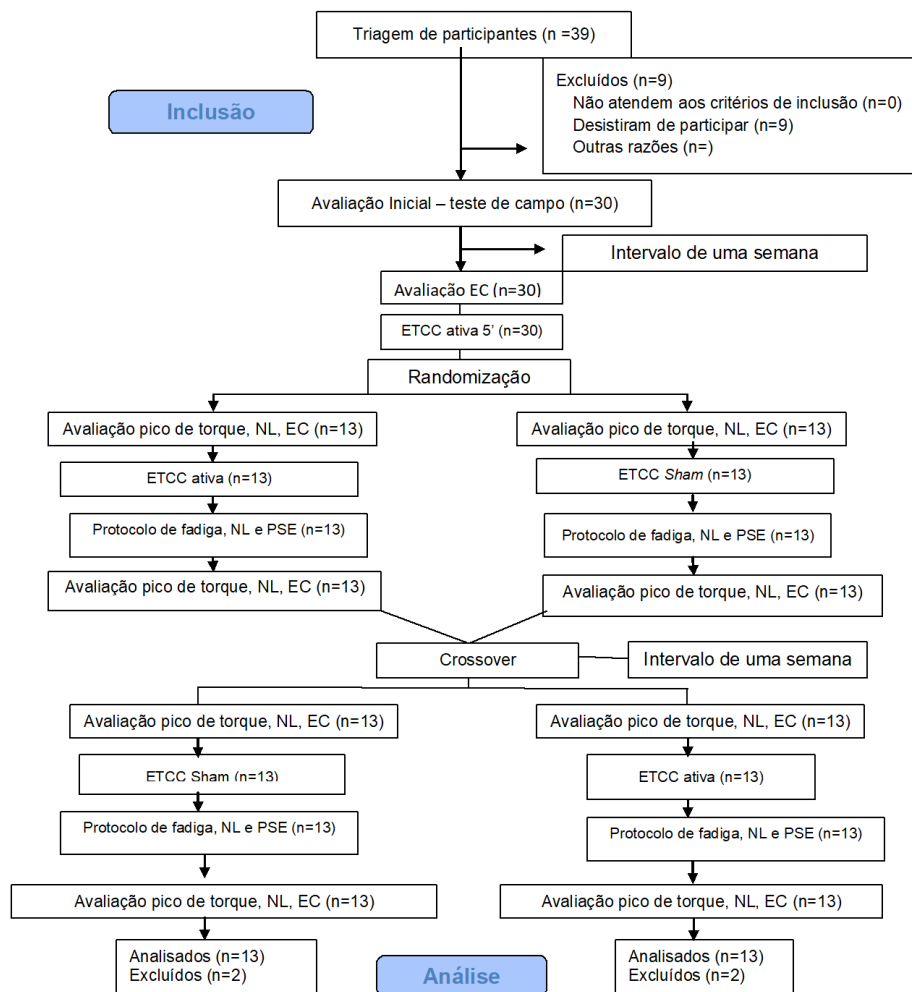 Triagem de participantes (n =39)
Excluídos (n=9)
Não atendem aos critérios de inclusão (n=0)
Desistiram de participar (n=9)
Outras razões (n=)
Inclusão
Avaliação Inicial – teste de campo (n=30)
Intervalo de uma semana
Avaliação EC (n=30)
ETCC ativa 5’ (n=30)
Randomização
Avaliação pico de torque, NL, EC (n=13)
Avaliação pico de torque, NL, EC (n=13)
ETCC ativa (n=13)
ETCC Sham (n=13)
Protocolo de fadiga, NL e PSE (n=13)
Protocolo de fadiga, NL e PSE (n=13)
Avaliação pico de torque, NL, EC (n=13)
Avaliação pico de torque, NL, EC (n=13)
Crossover
Intervalo de uma semana
Avaliação pico de torque, NL, EC (n=13)
Avaliação pico de torque, NL, EC (n=13)
ETCC Sham (n=13)
ETCC ativa (n=13)
Protocolo de fadiga, NL e PSE (n=13)
Protocolo de fadiga, NL e PSE (n=13)
Avaliação pico de torque, NL, EC (n=13)
Avaliação pico de torque, NL, EC (n=13)
Analisados (n=13)
Excluídos (n=2)
Analisados (n=13)
Excluídos (n=2)
Análise